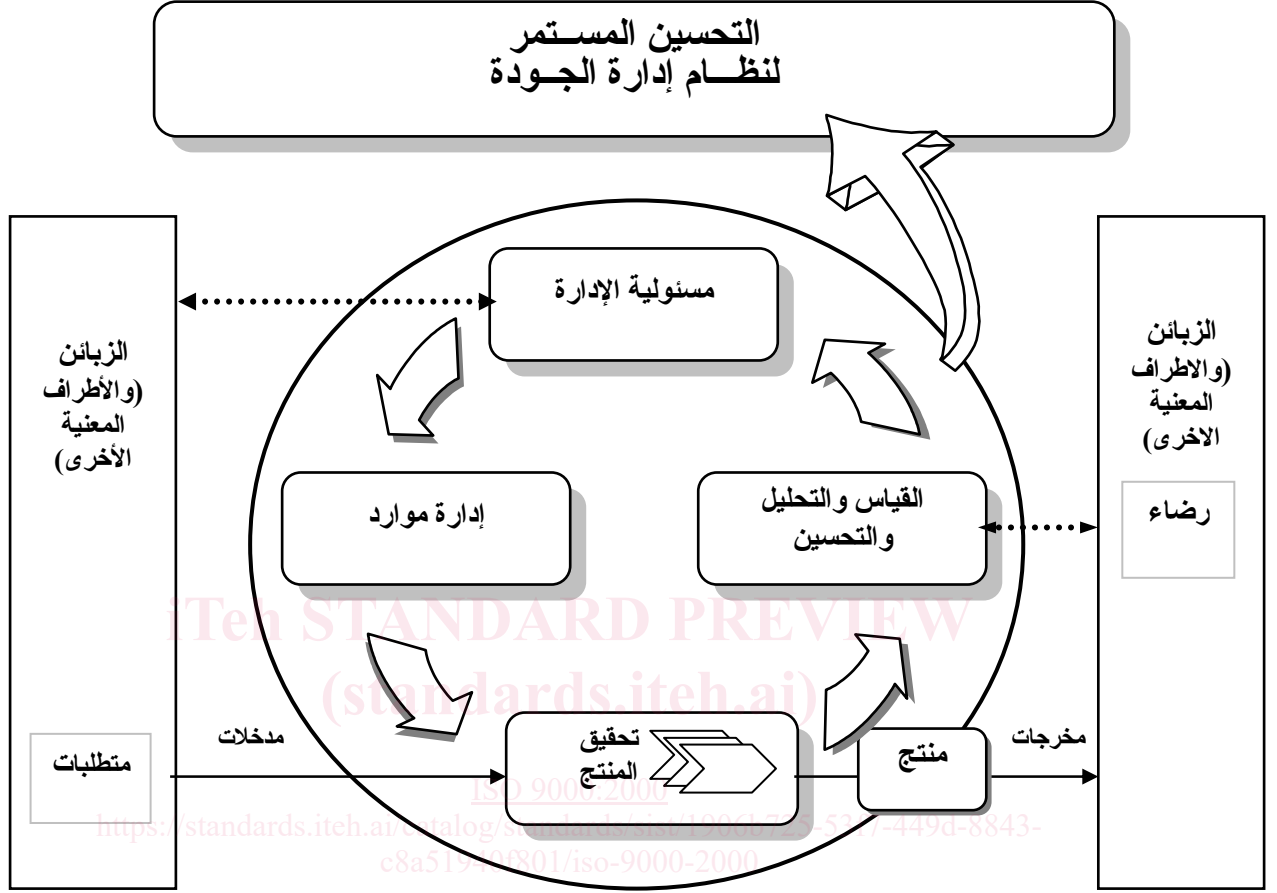 التحسين المستمر
لنظام إدارة الجودة
مسئولية الإدارة
الزبائن
(والاطراف
المعنية
الاخرى)
رضاء
الزبائن
(والأطراف
المعنية
الأخرى)
القياس والتحليل
والتحسين
إدارة موارد
iTeh STANDARD PREVIEW
(standards.iteh.ai)
متطلبات
مدخلات
تحقيق
المنتج
منتج
مخرجات
ISO 9000:2000
https://standards.iteh.ai/catalog/standards/sist/1906b725-53f7-449d-8843-
c8a51940f801/iso-9000-2000